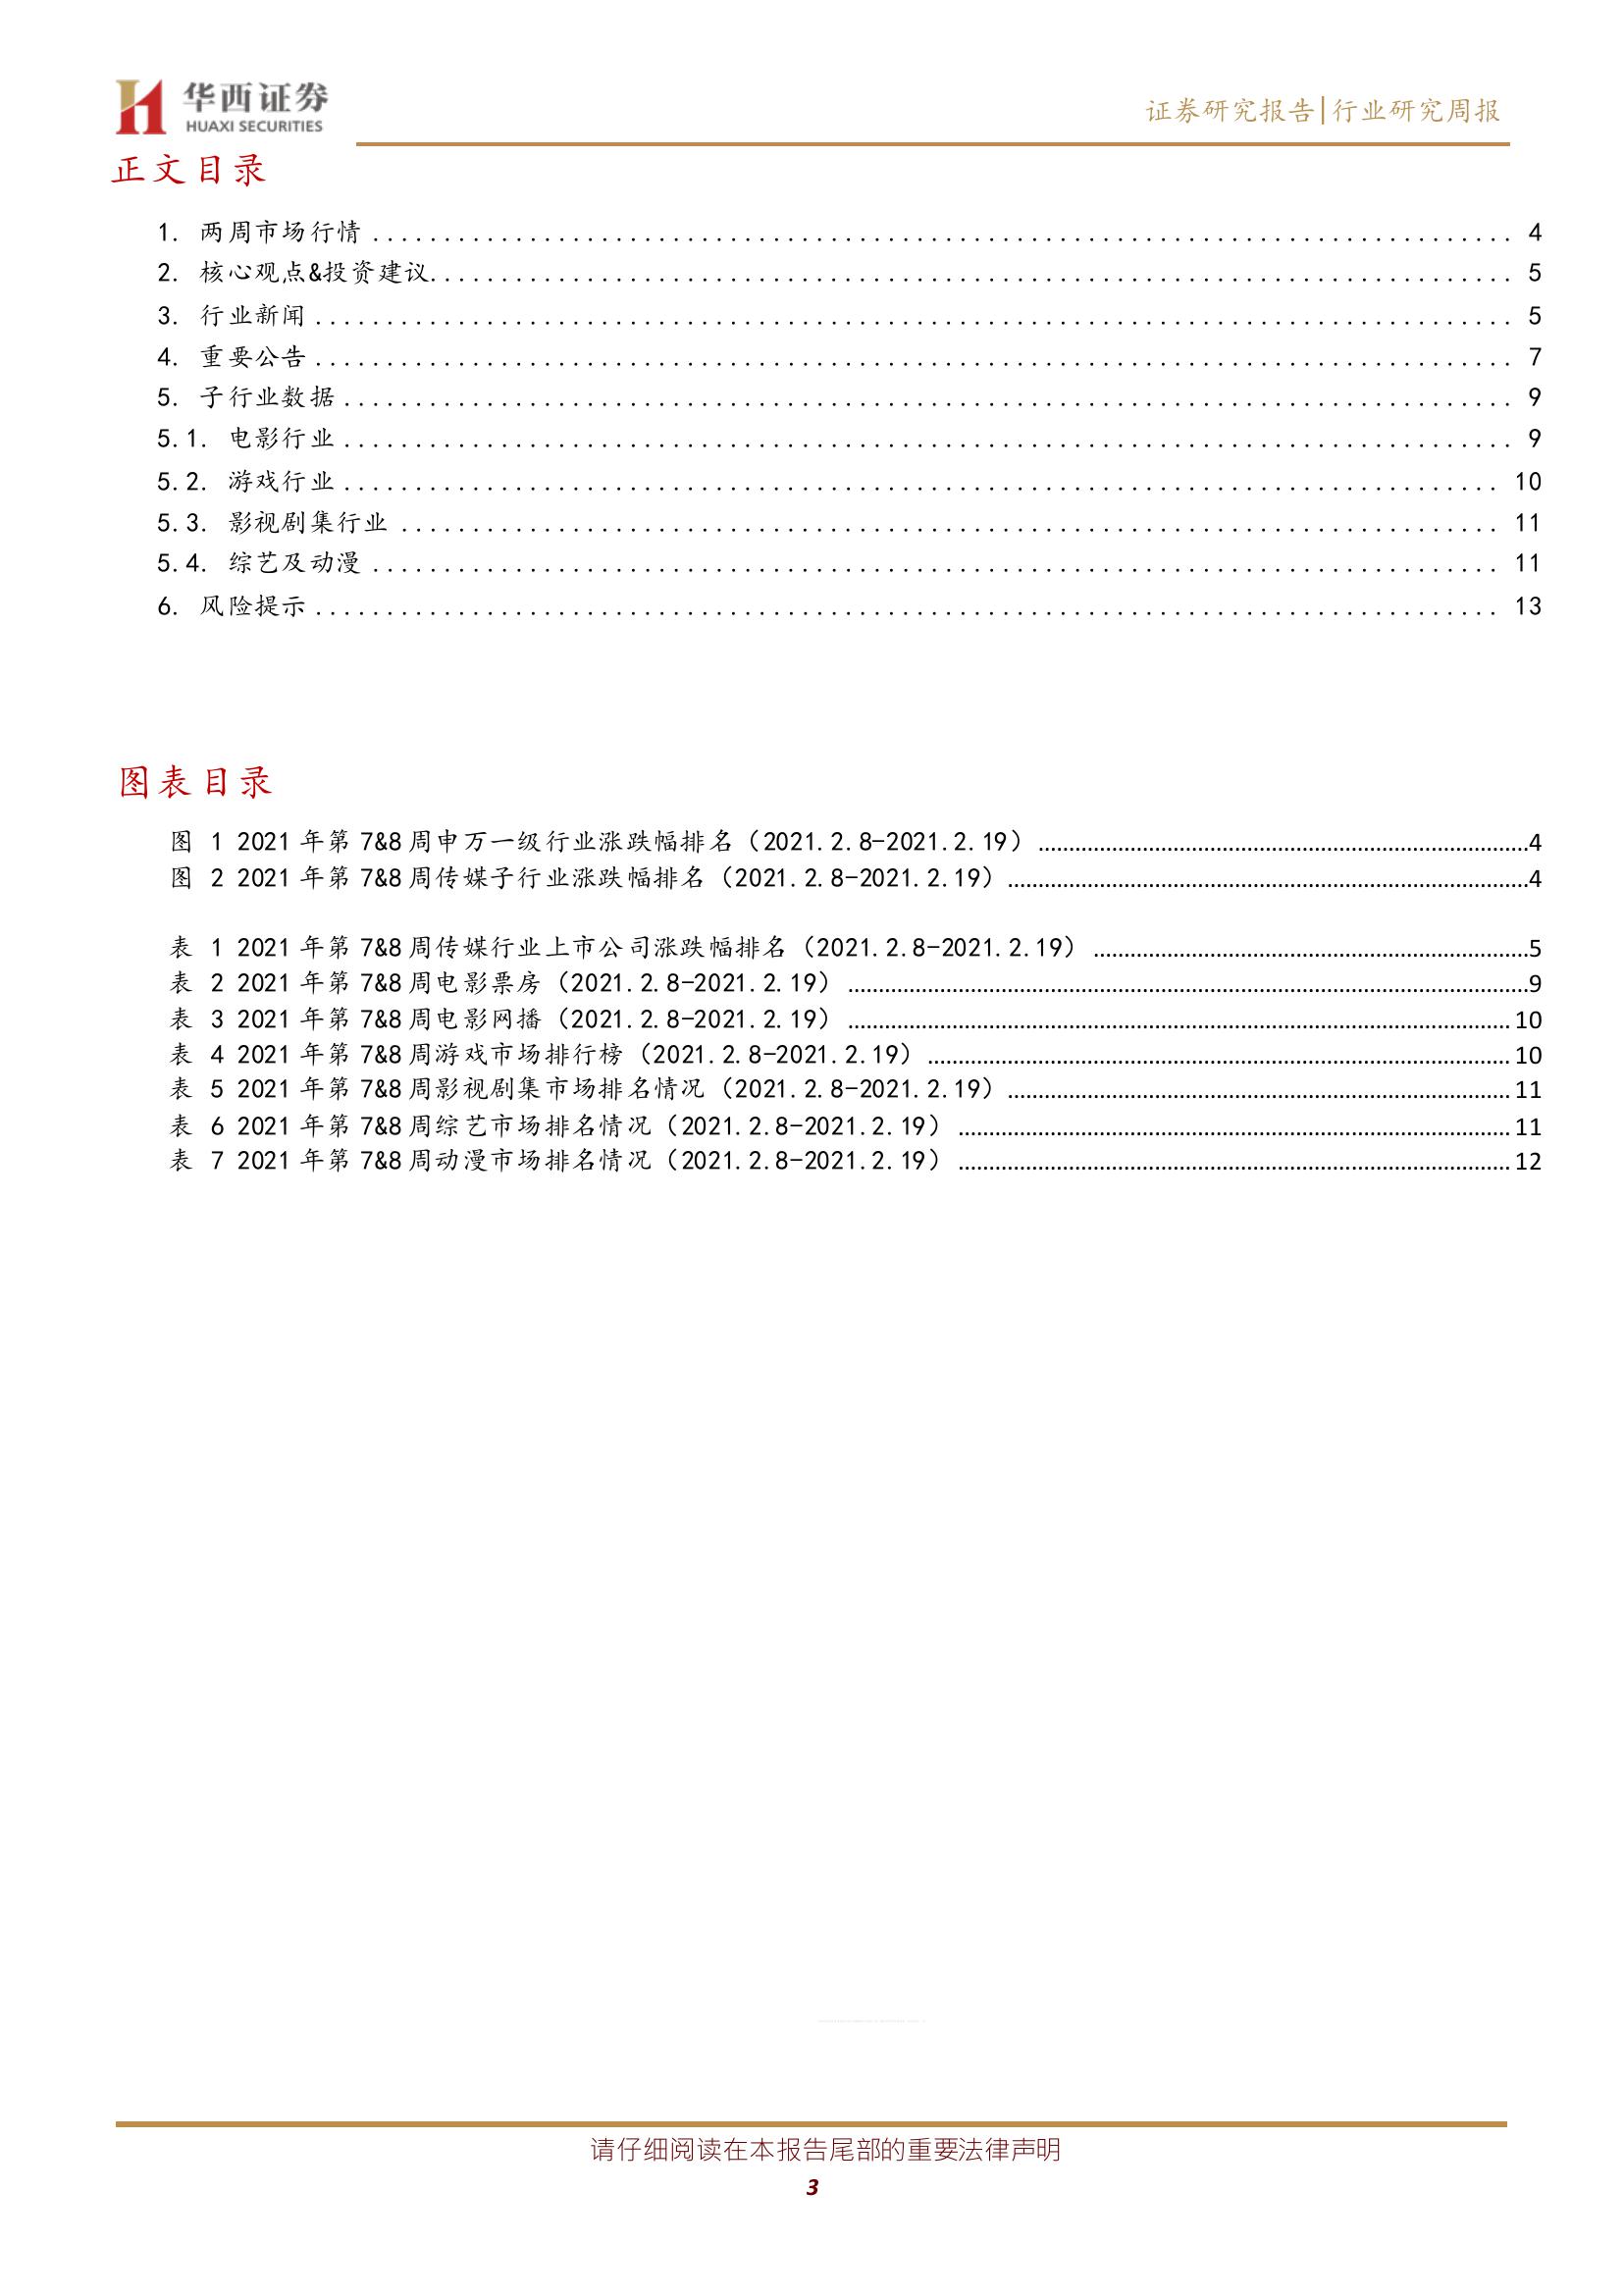 华西证券
HUAXI SECURITIES
证券研究报告|行业研究周报
正文目录
1. 两周市场行情 ................................ 4
2. 核心观点&投资建议 ................................ 5
3. 行业新闻 ................................ 5
4. 重要公告 ................................ 7
5. 子行业数据 ................................ 9
5.1. 电影行业 ................................ 9
5.2. 游戏行业 ................................ 10
5.3. 影视剧集行业 ................................ 11
5.4. 综艺及动漫 ................................ 11
6. 风险提示 ................................ 13
图表目录
图 1 2021 年第 7&8 周申万一级行业涨跌幅排名（2021.2.8-2021.2.19） ................................ 4
图 2 2021 年第 7&8 周传媒子行业涨跌幅排名（2021.2.8-2021.2.19） ................................ 4
表 1 2021 年第 7&8 周传媒行业上市公司涨跌幅排名（2021.2.8-2021.2.19） ................................ 5
表 2 2021 年第 7&8 周电影票房（2021.2.8-2021.2.19） ................................ 9
表 3 2021 年第 7&8 周电影网播（2021.2.8-2021.2.19） ................................ 10
表 4 2021 年第 7&8 周游戏市场排行榜（2021.2.8-2021.2.19） ................................ 10
表 5 2021 年第 7&8 周影视剧集市场排名情况（2021.2.8-2021.2.19） ................................ 11
表 6 2021 年第 7&8 周综艺市场排名情况（2021.2.8-2021.2.19） ................................ 11
表 7 2021 年第 7&8 周动漫市场排名情况（2021.2.8-2021.2.19） ................................ 12
请仔细阅读在本报告尾部的重要法律声明
3